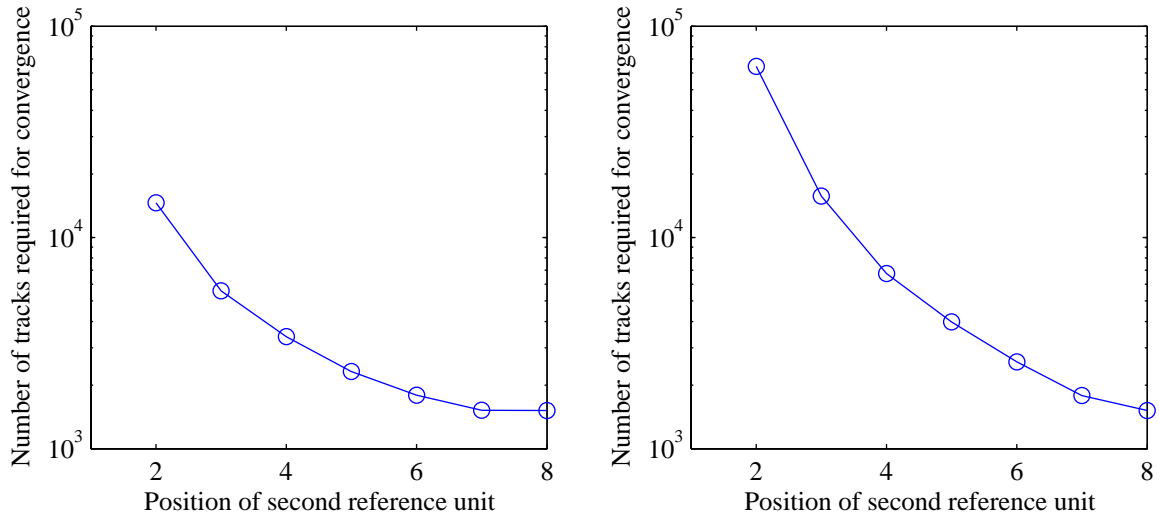 Number of tracks required for convergence
10^5
10^4
10^3
2 4 6 8
Position of second reference unit
Number of tracks required for convergence
10^5
10^4
10^3
2 4 6 8
Position of second reference unit